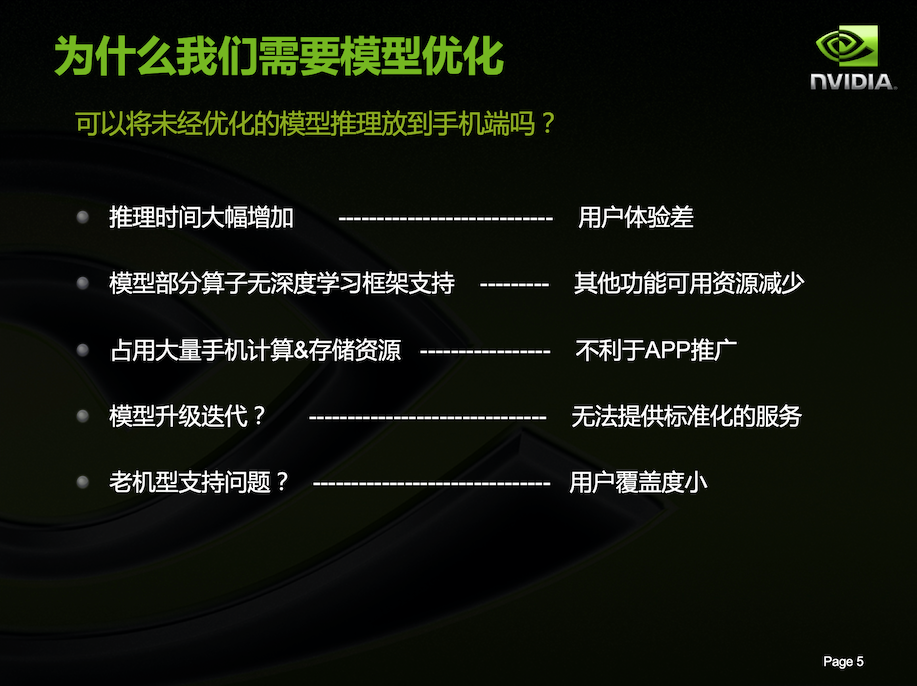 为什么我们需要模型优化
NVIDIA.
可以将未经优化的模型推理放到手机端吗？
推理时间大幅增加 ---------------------------- 用户体验差
模型部分算子无深度学习框架支持 --------- 其他功能可用资源减少
占用大量手机计算&存储资源 ----------------- 不利于APP推广
模型升级迭代？ ------------------------------- 无法提供标准化的服务
老机型支持问题？ ------------------------------- 用户覆盖度小
Page 5